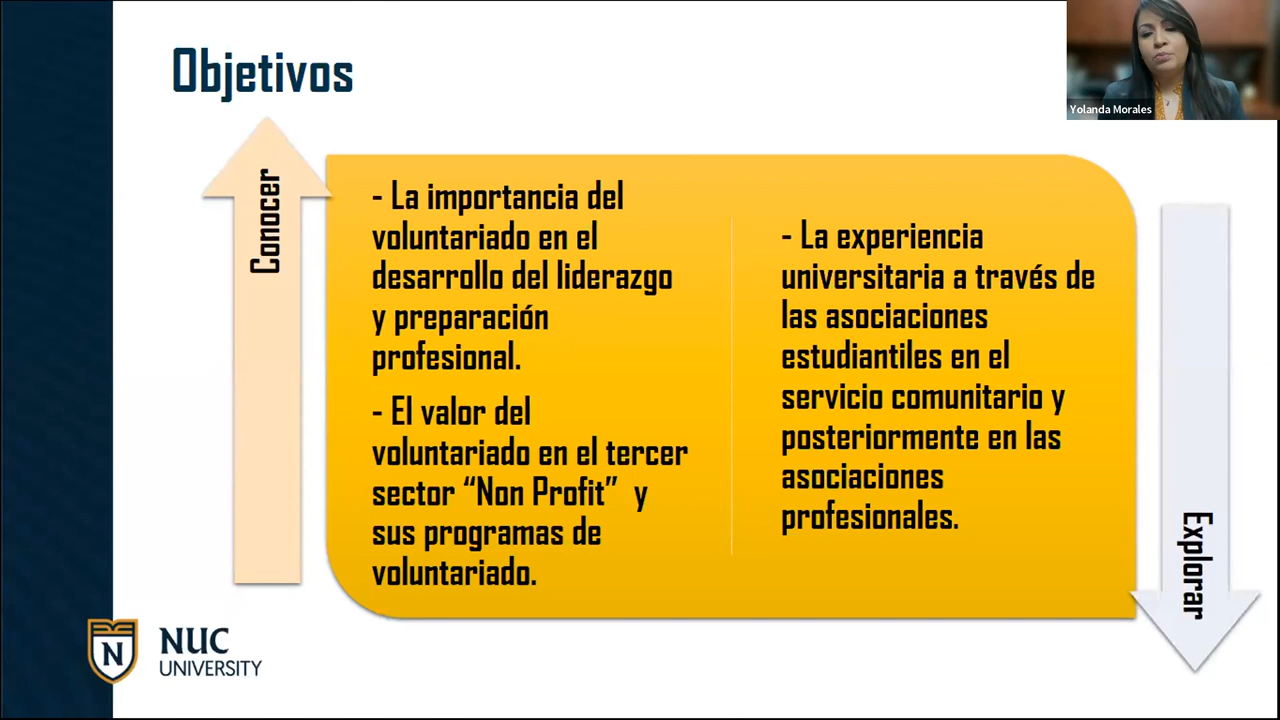 Objetivos
Yolanda Morales
Conocer
- La importancia del
voluntariado en el
desarrollo del liderazgo
y preparación
profesional.
- El valor del
voluntariado en el tercer
sector “Non Profit” y
sus programas de
voluntariado.
- La experiencia
universitaria a través de
las asociaciones
estudiantiles en el
servicio comunitario y
posteriormente en las
asociaciones
profesionales.
Explorar
N
NUC
UNIVERSITY